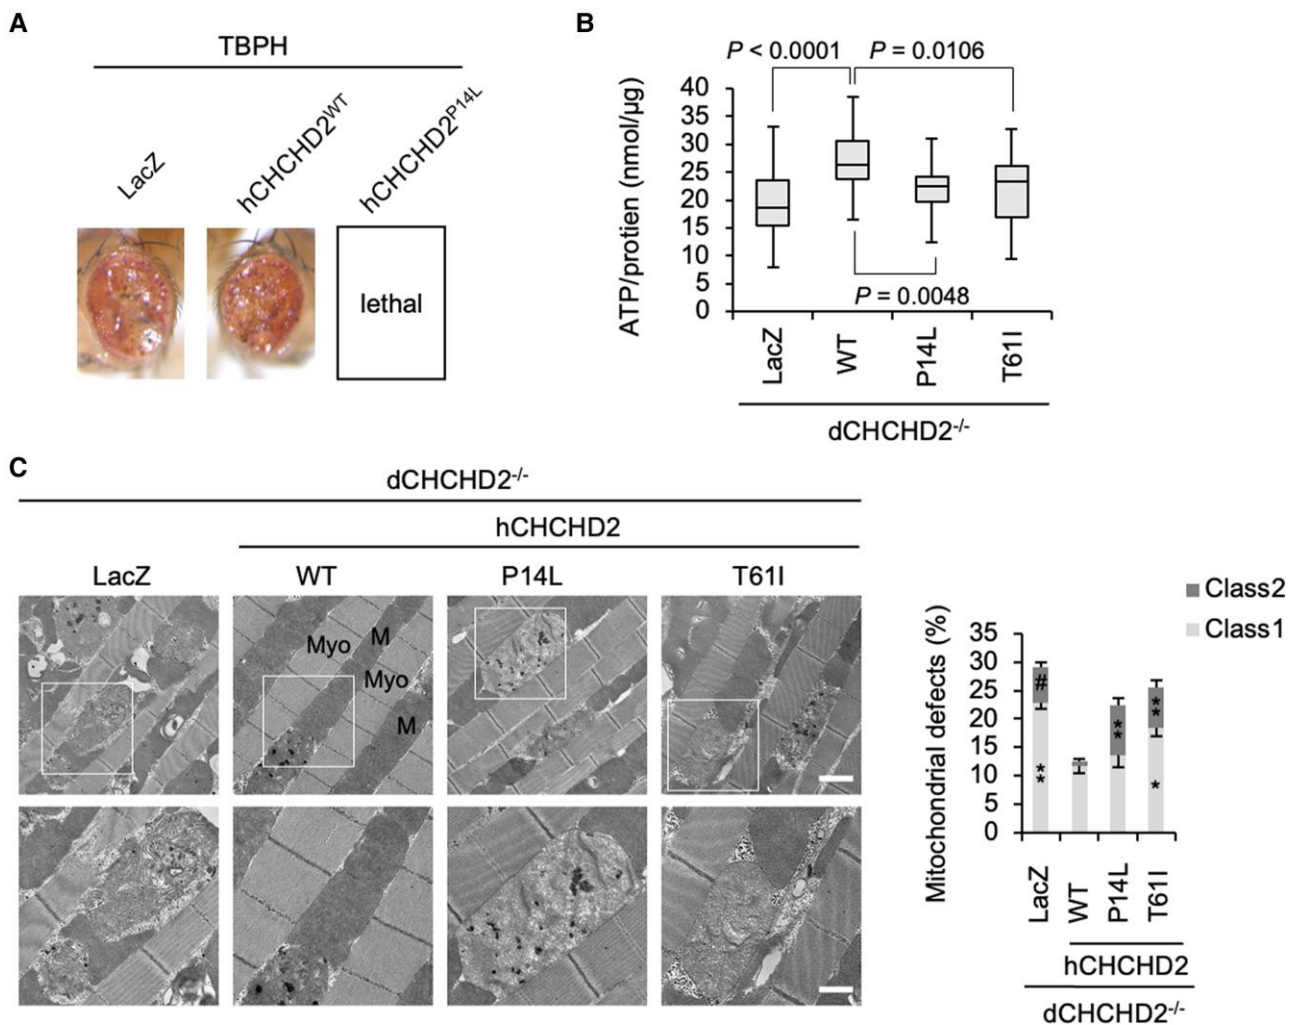 A
TBPH
LacZ
hCHCHD2WT
hCHCHD2P14L
lethal
B
P < 0.0001
P = 0.0106
ATP/protien (nmol/μg)
40
35
30
25
20
15
10
5
0
P = 0.0048
LacZ
WT
P14L
T61I
dCHCHD2-/-
C
dCHCHD2-/-
hCHCHD2
LacZ
WT
P14L
T61I
Myo
M
Myo
M
Class2
Class1
Mitochondrial defects (%)
35
30
25
20
15
10
5
0
#
**
**
**
*
LacZ
WT
P14L
T61I
hCHCHD2
dCHCHD2-/-